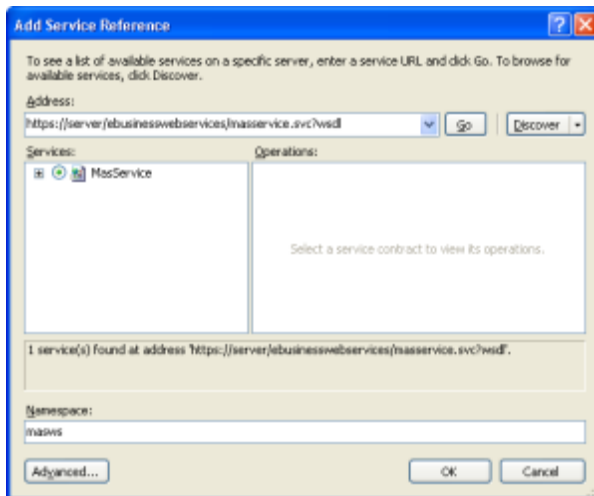 Add Service Reference
To see a list of available services on a specific server, enter a service URL and click Go. To browse for
available services, click Discover.
Address:
https://server/ebusinesswebservices/masservice.svc?wsdl
Go
Discover
Services:
Operations:
MasService
Select a service contract to view its operations.
1 service(s) found at address 'https://server/ebusinesswebservices/masservice.svc?wsdl'.
Namespace:
masws
Advanced...
OK
Cancel